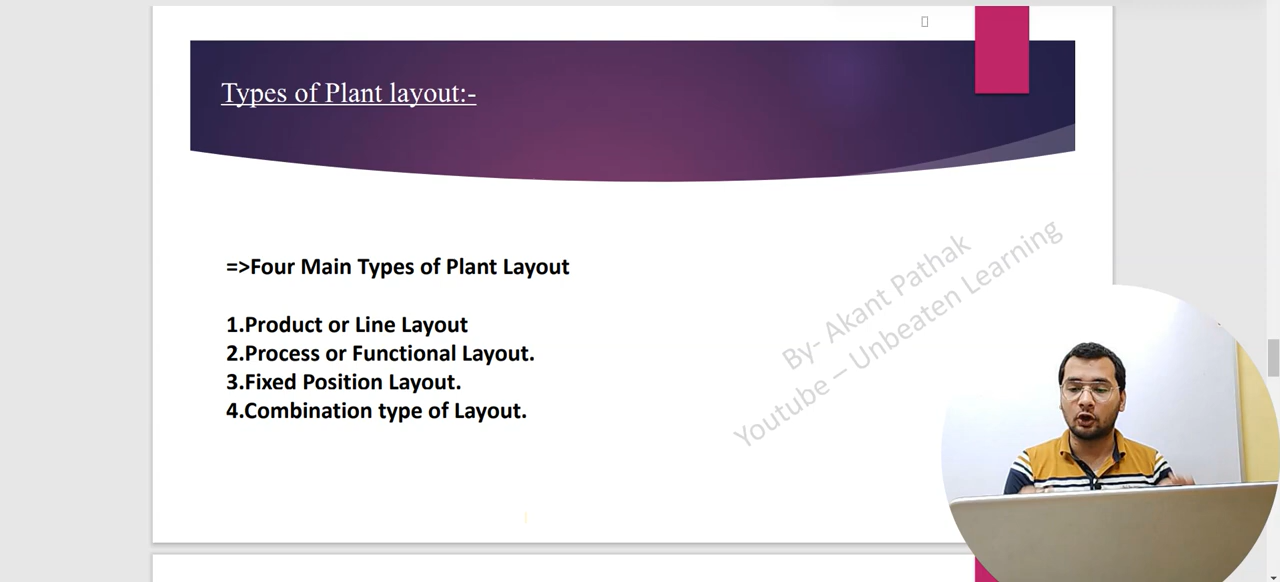 Types of Plant layout:-
=>Four Main Types of Plant Layout
1.Product or Line Layout
2.Process or Functional Layout.
3.Fixed Position Layout.
4.Combination type of Layout.
By- Akant Pathak
Youtube – Unbeaten Learning